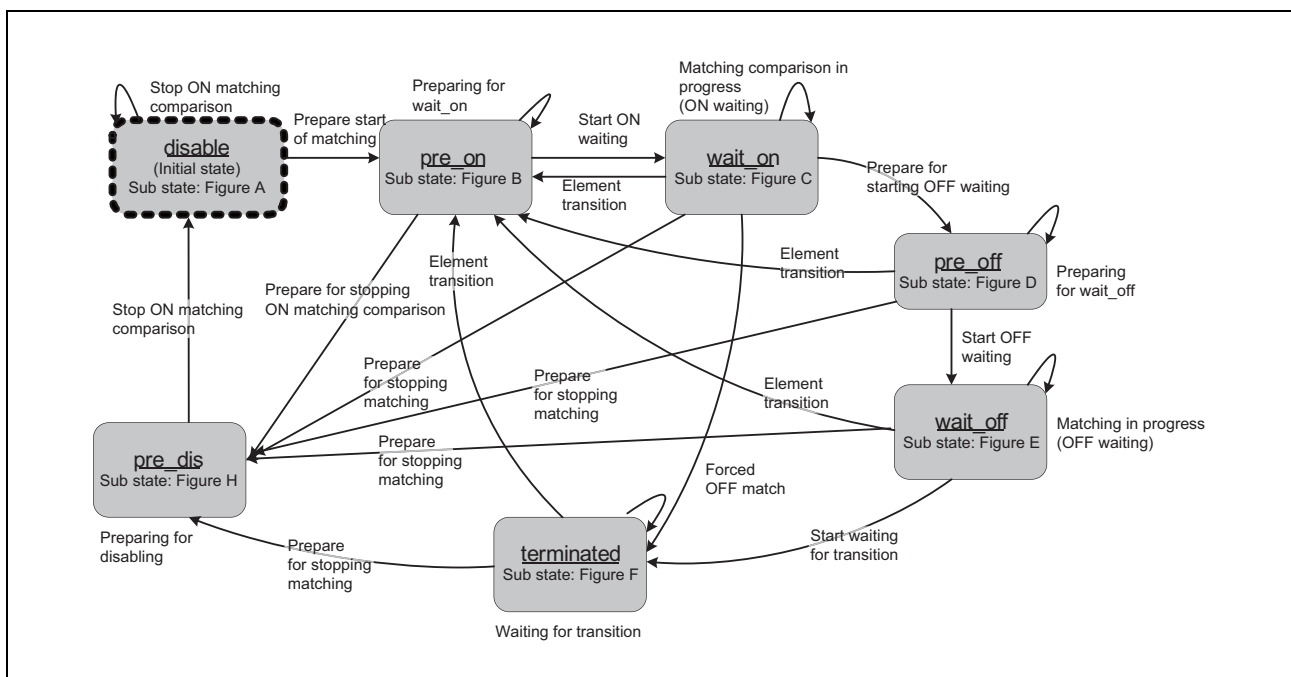 Stop ON matching
comparison
disable
(Initial state)
Sub state: Figure A
Prepare start
of matching
Preparing for
wait_on
pre_on
Sub state: Figure B
Start ON
waiting
Element
transition
Matching comparison in
progress
(ON waiting)
wait_on
Sub state: Figure C
Prepare for
starting OFF waiting
pre_off
Sub state: Figure D
Preparing
for wait_off
Element
transition
Element
transition
Prepare for stopping
ON matching comparison
Stop ON matching
comparison
Start OFF
waiting
Prepare
for stopping
matching
Prepare
for stopping
matching
Element
transition
wait_off
Sub state: Figure E
Matching in progress
(OFF waiting)
pre_dis
Sub state: Figure H
Prepare
for stopping
matching
Forced
OFF match
Preparing for
disabling
Prepare
for stopping
matching
terminated
Sub state: Figure F
Start waiting
for transition
Waiting for transition